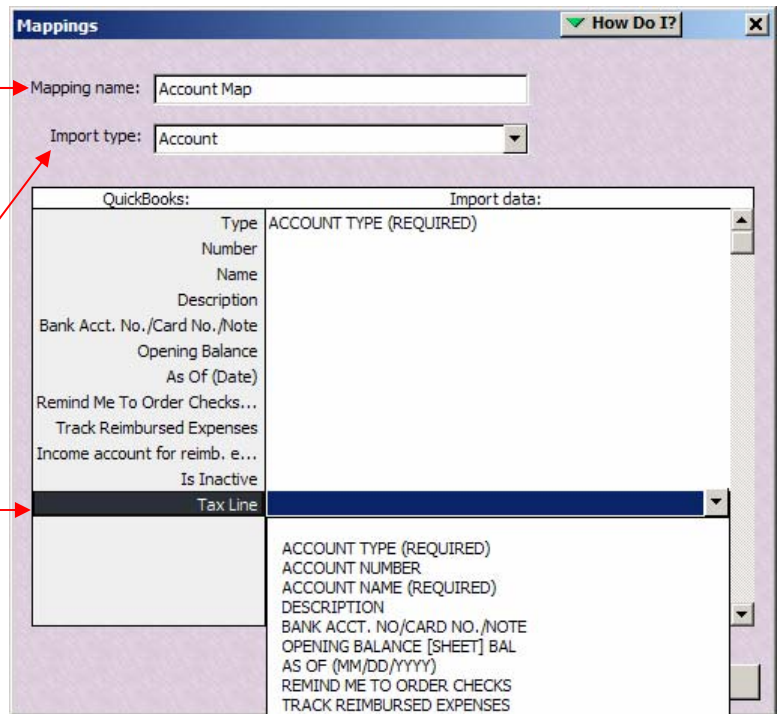 Mappings
How Do I?
Mapping name: Account Map
Import type: Account
QuickBooks: Import data:
Type ACCOUNT TYPE (REQUIRED)
Number
Name
Description
Bank Acct. No./Card No./Note
Opening Balance
As Of (Date)
Remind Me To Order Checks...
Track Reimbursed Expenses
Income account for reimb. e...
Is Inactive
Tax Line
ACCOUNT TYPE (REQUIRED)
ACCOUNT NUMBER
ACCOUNT NAME (REQUIRED)
DESCRIPTION
BANK ACCT. NO/CARD NO./NOTE
OPENING BALANCE [SHEET] BAL
AS OF (MM/DD/YYYY)
REMIND ME TO ORDER CHECKS
TRACK REIMBURSED EXPENSES